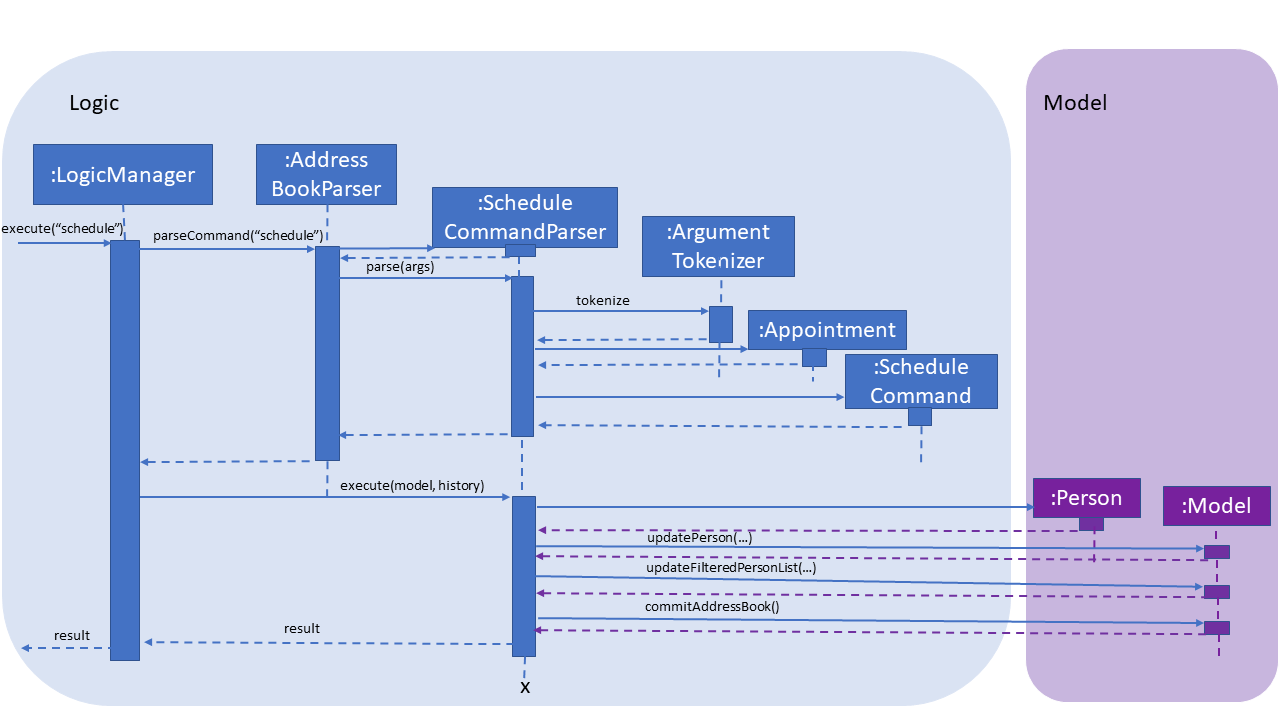 Logic
Model
:LogicManager
:Address
BookParser
:Schedule
CommandParser
:Argument
Tokenizer
execute(“schedule”)
parseCommand(“schedule”)
parse(args)
tokenize
:Appointment
:Schedule
Command
execute(model, history)
:Person
:Model
updatePerson(...)
updateFilteredPersonList(...)
commitAddressBook()
result
result
x